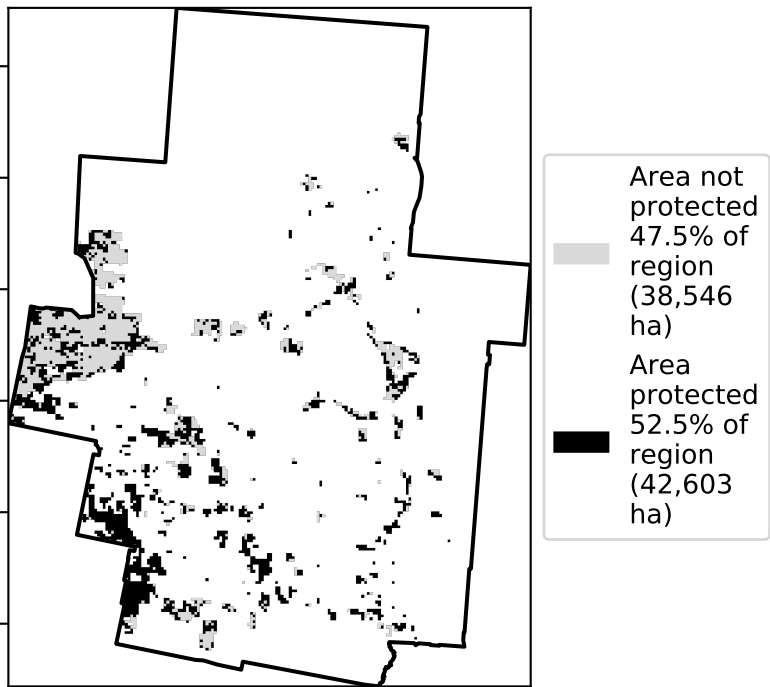 Area not
protected
47.5% of
region
(38,546
ha)
Area
protected
52.5% of
region
(42,603
ha)